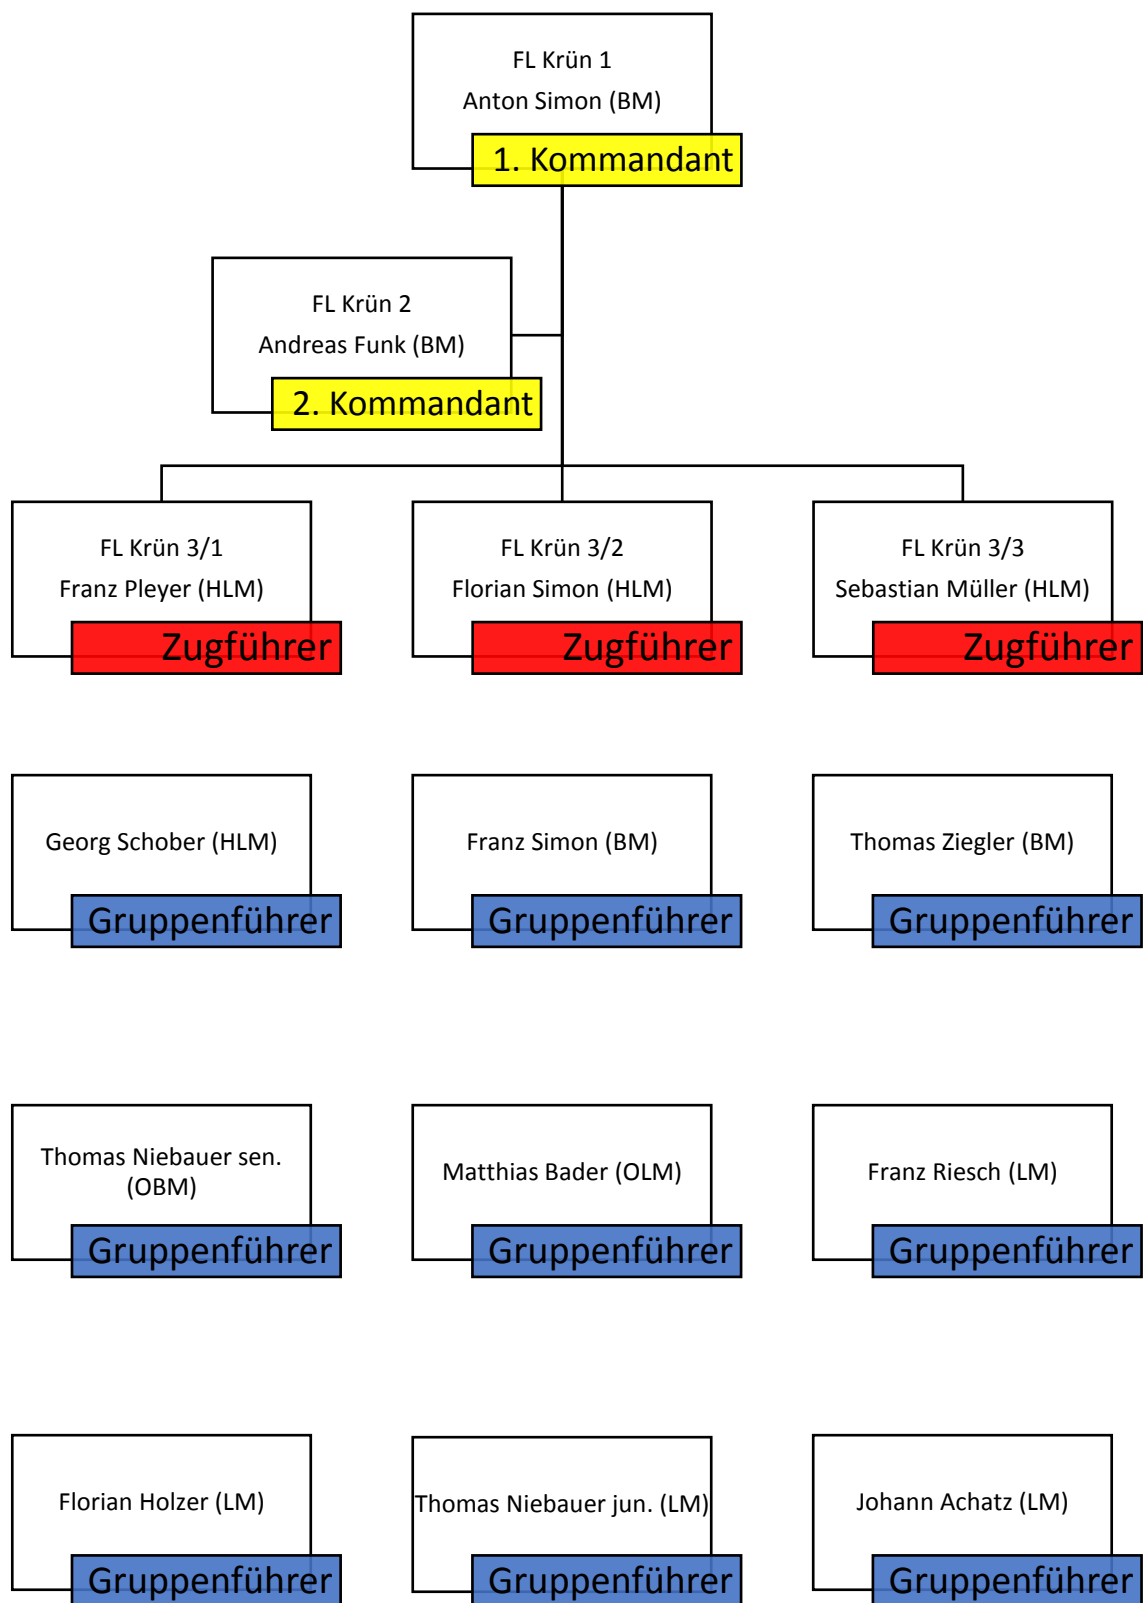 FL Krün 1
Anton Simon (BM)
1. Kommandant
FL Krün 2
Andreas Funk (BM)
2. Kommandant
FL Krün 3/1
Franz Pleyer (HLM)
Zugführer
FL Krün 3/2
Florian Simon (HLM)
Zugführer
FL Krün 3/3
Sebastian Müller (HLM)
Zugführer
Georg Schober (HLM)
Gruppenführer
Franz Simon (BM)
Gruppenführer
Thomas Ziegler (BM)
Gruppenführer
Thomas Niebauer sen.
(OBM)
Gruppenführer
Matthias Bader (OLM)
Gruppenführer
Franz Riesch (LM)
Gruppenführer
Florian Holzer (LM)
Gruppenführer
Thomas Niebauer jun. (LM)
Gruppenführer
Johann Achatz (LM)
Gruppenführer